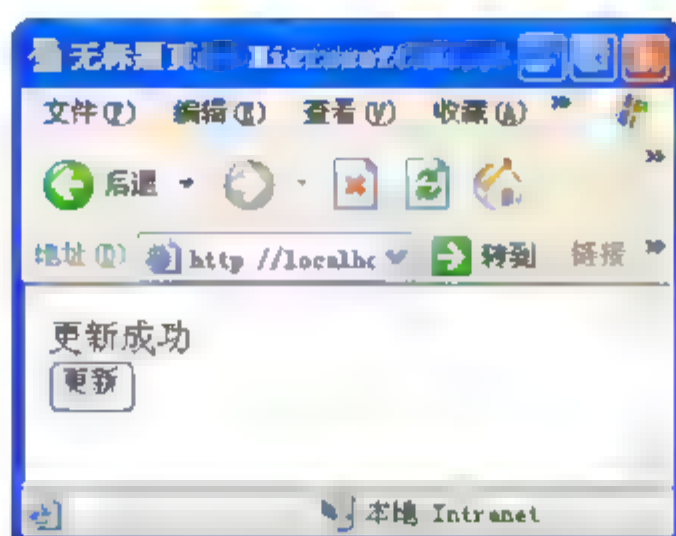 无标题页 - Microsoft
文件(F) 编辑(E) 查看(V) 收藏(A) »
后退
地址(D) http://localhc 转到 链接 »
更新成功
更新
本地 Intranet